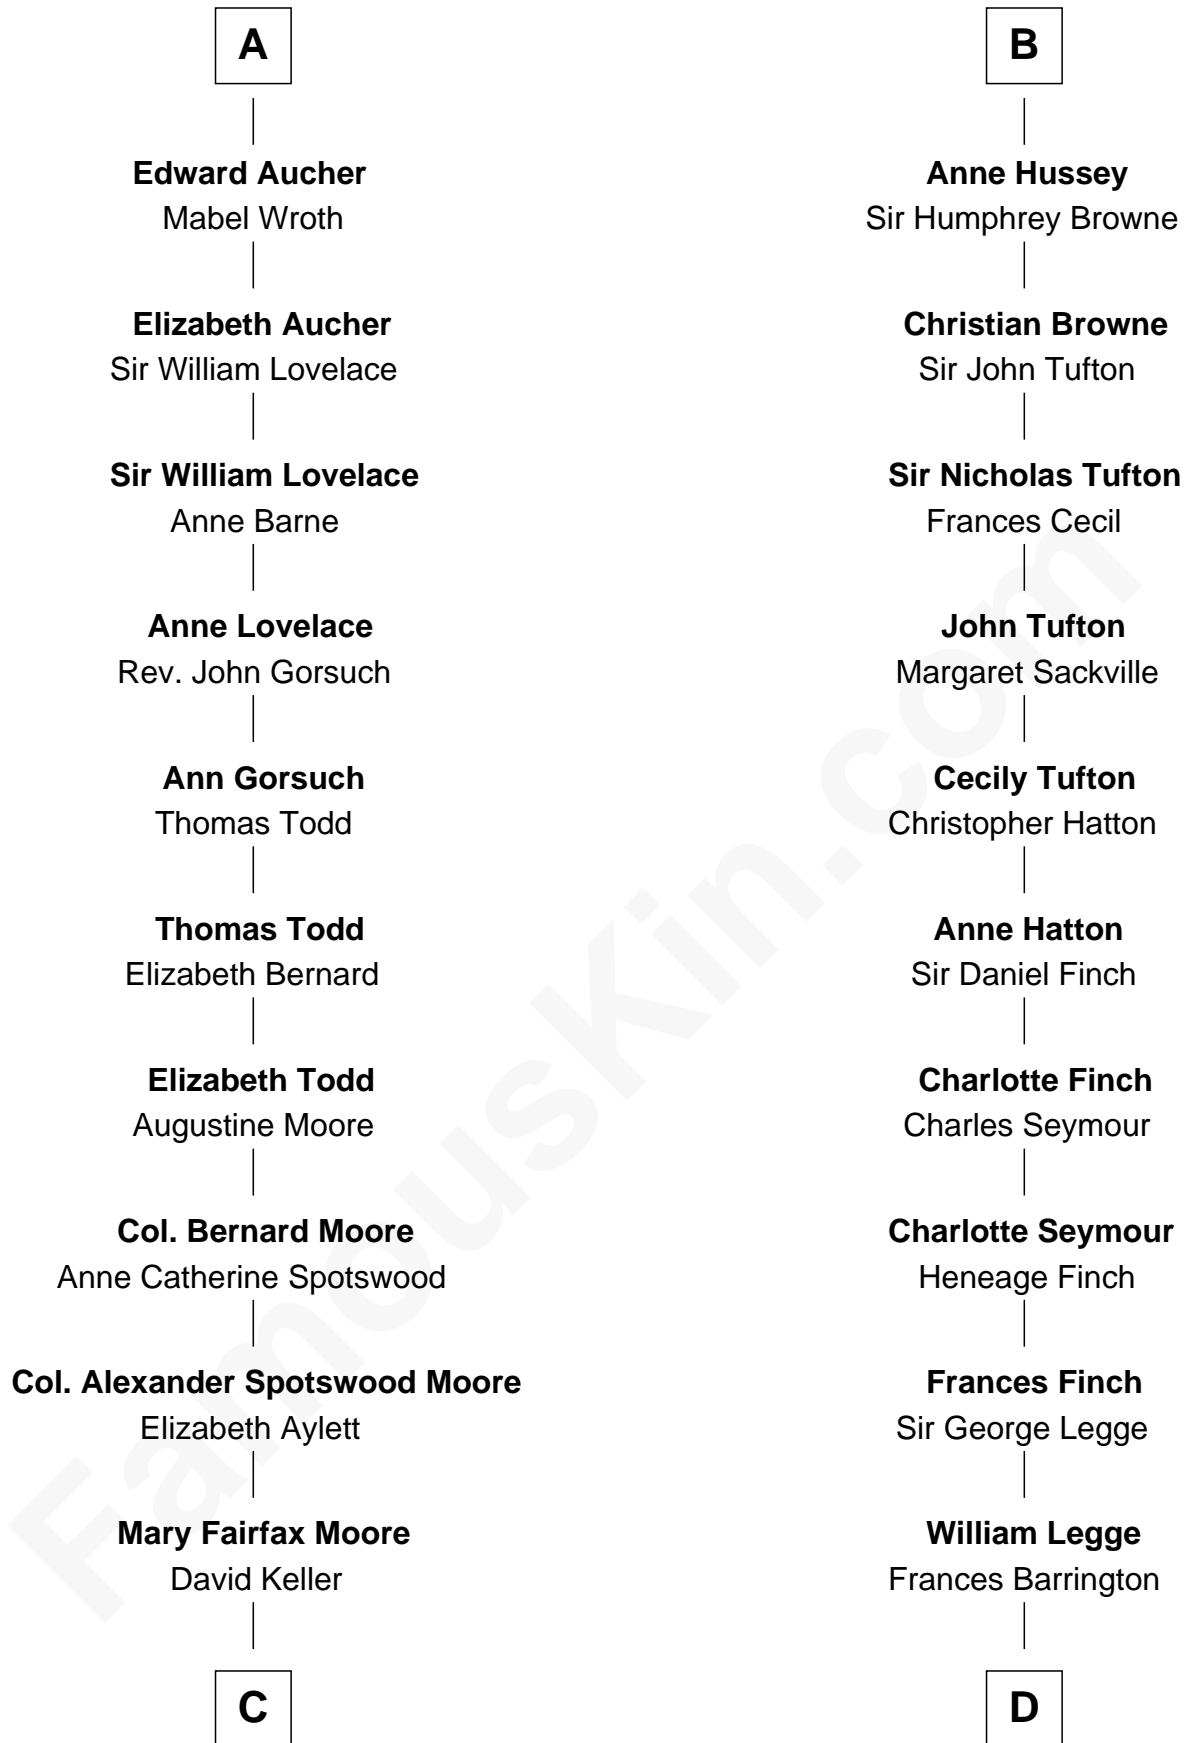 A
Edward Aucher
Mabel Wroth
Elizabeth Aucher
Sir William Lovelace
Sir William Lovelace
Anne Barne
Anne Lovelace
Rev. John Gorsuch
Ann Gorsuch
Thomas Todd
Thomas Todd
Elizabeth Bernard
Elizabeth Todd
Augustine Moore
Col. Bernard Moore
Anne Catherine Spotswood
Col. Alexander Spotswood Moore
Elizabeth Aylett
Mary Fairfax Moore
David Keller
C
B
Anne Hussey
Sir Humphrey Browne
Christian Browne
Sir John Tufton
Sir Nicholas Tufton
Frances Cecil
John Tufton
Margaret Sackville
Cecily Tufton
Christopher Hatton
Anne Hatton
Sir Daniel Finch
Charlotte Finch
Charles Seymour
Charlotte Seymour
Heneage Finch
Frances Finch
Sir George Legge
William Legge
Frances Barrington
D
FamousKin.com